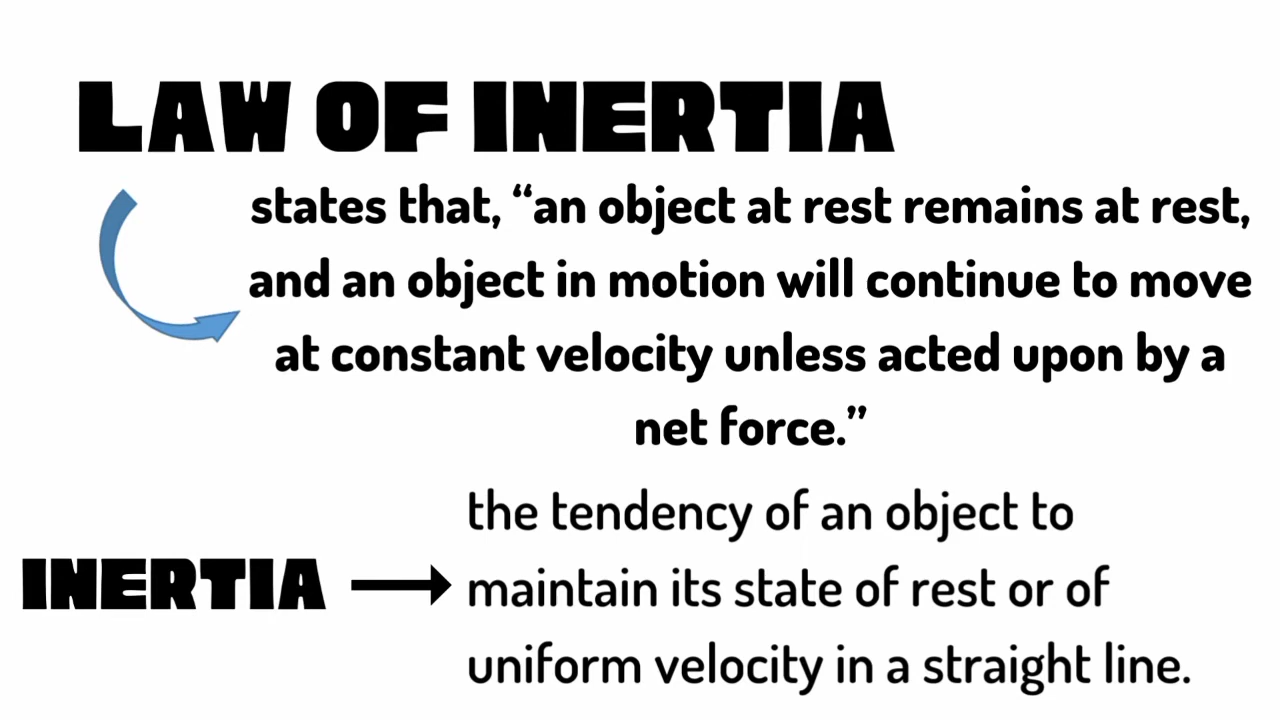 LAW OF INERTIA
states that, “an object at rest remains at rest,
and an object in motion will continue to move
at constant velocity unless acted upon by a
net force.”
the tendency of an object to
INERTIA maintain its state of rest or of
uniform velocity in a straight line.